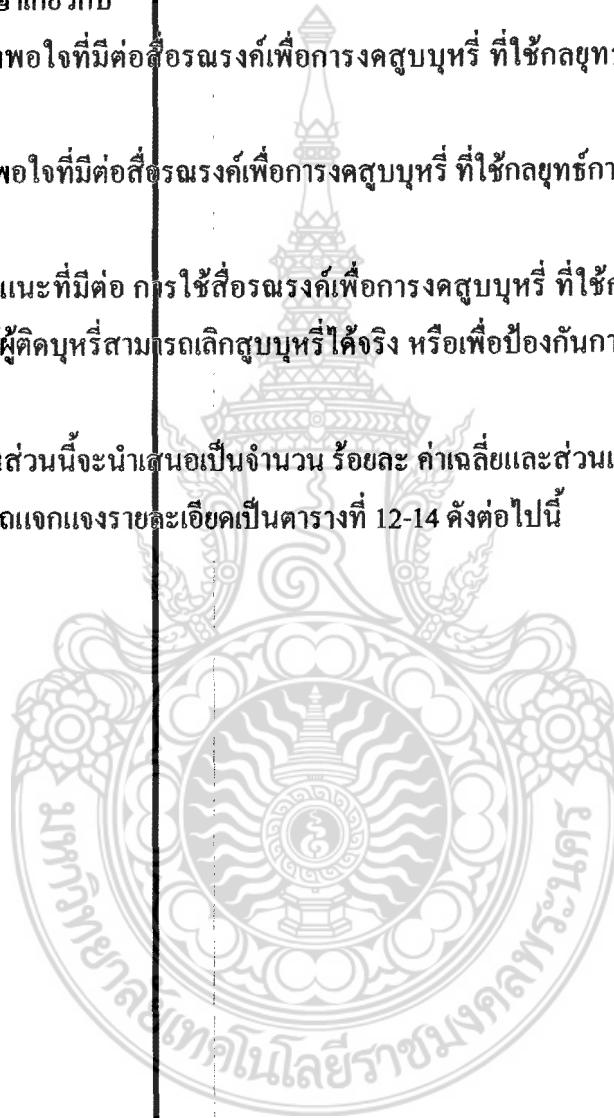 พอใจที่มีต่อสื่อรณรงค์เพื่อการงดสูบบุหรี่ ที่ใช้กลยุทธ
พอใจที่มีต่อสื่อรณรงค์เพื่อการงดสูบบุหรี่ ที่ใช้กลยุทธ์กา
แนะที่มีต่อ การใช้สื่อรณรงค์เพื่อการงดสูบบุหรี่ ที่ใช้ก
ผู้ติดบุหรี่สามารถเลิกสูบบุหรี่ได้จริง หรือเพื่อป้องกันกา
ส่วนนี้จะนำเสนอเป็นจำนวน ร้อยละ ค่าเฉลี่ยและส่วนเ
ถแจกแจงรายละเอียดเป็นตารางที่ 12-14 ดังต่อไปนี้
มหาวิทยาลัยเทคโนโลยีราชมงคลพระนคร